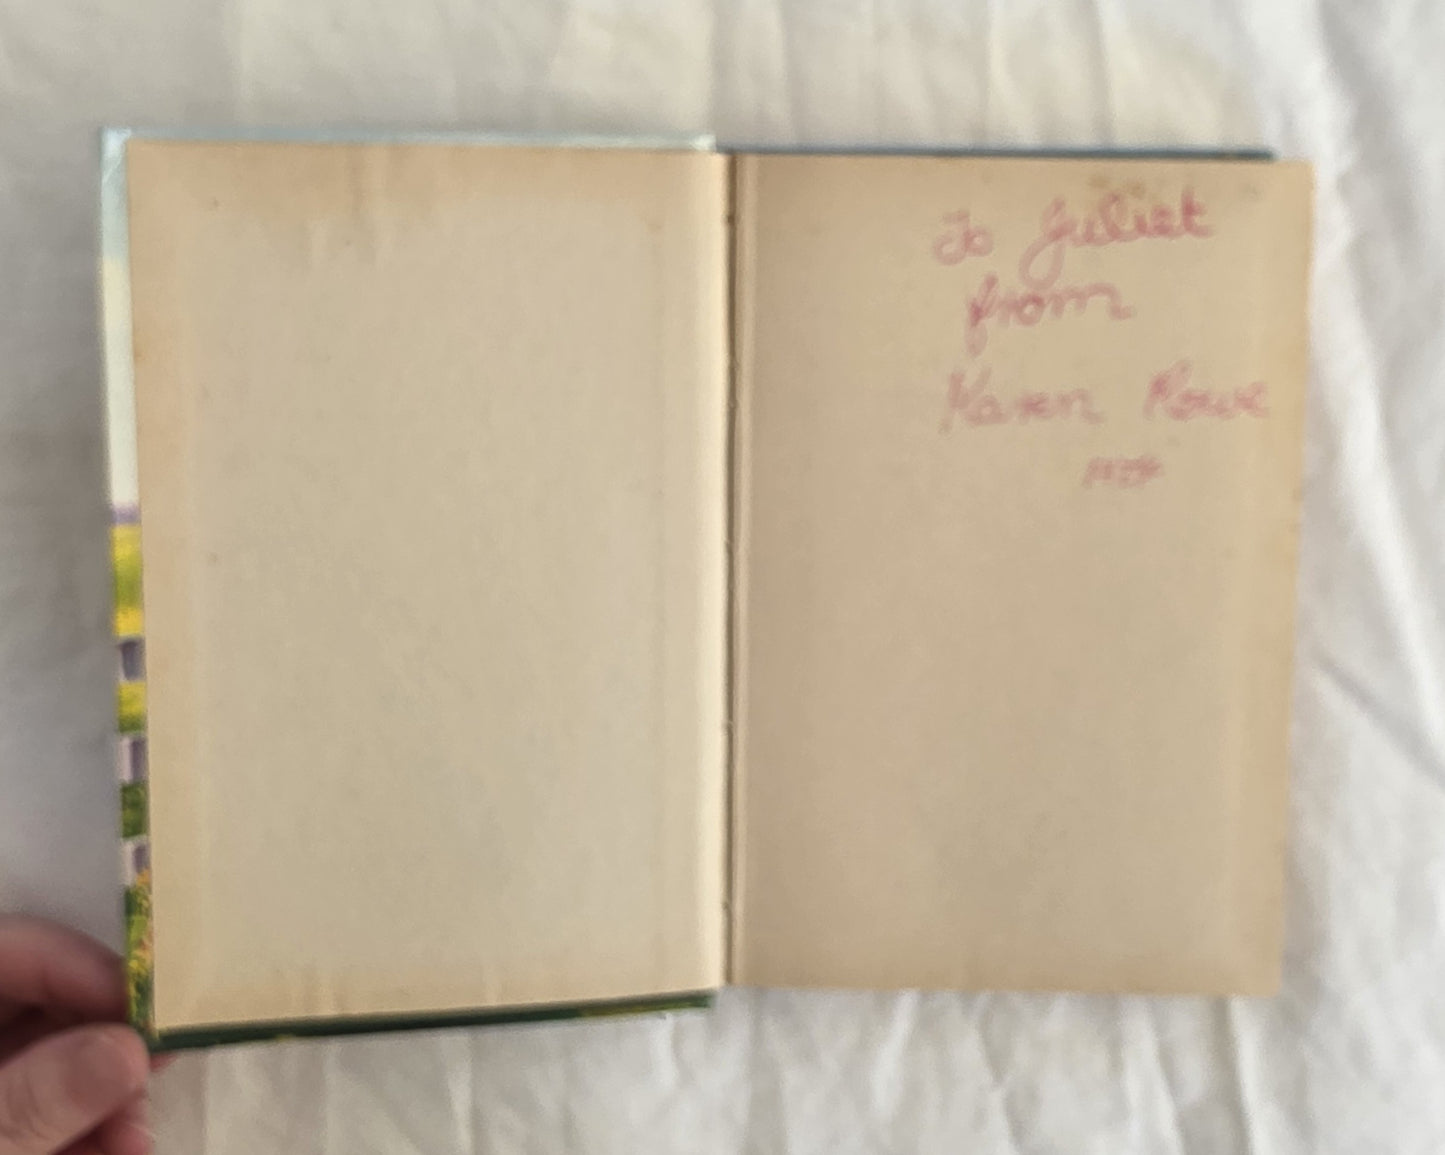 To Juliet
from
Karen Rowe